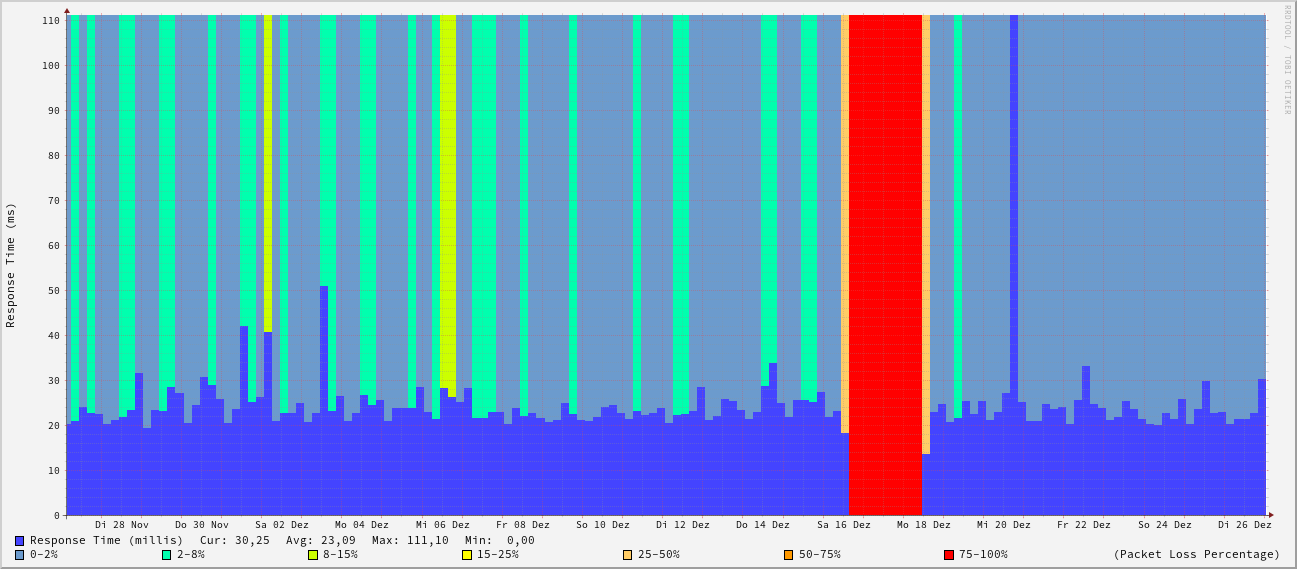 RRDTOOL / TOBI OETIKER
Response Time (ms)
110
100
90
80
70
60
50
40
30
20
10
0
Di 28 Nov Do 30 Nov Sa 02 Dez Mo 04 Dez Mi 06 Dez Fr 08 Dez So 10 Dez Di 12 Dez Do 14 Dez Sa 16 Dez Mo 18 Dez Mi 20 Dez Fr 22 Dez So 24 Dez Di 26 Dez
Response Time (millis) Cur: 30,25 Avg: 23,09 Max: 111,10 Min: 0,00
0-2% 2-8% 8-15% 15-25% 25-50% 50-75% 75-100% (Packet Loss Percentage)